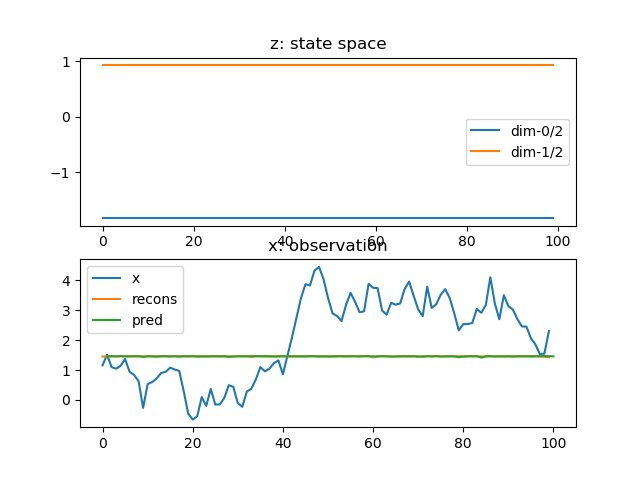 z: state space
1
0
−1
dim-0/2
dim-1/2
0 20 40 60 80 100
x: observation
4
3
2
1
0
x
recons
pred
0 20 40 60 80 100